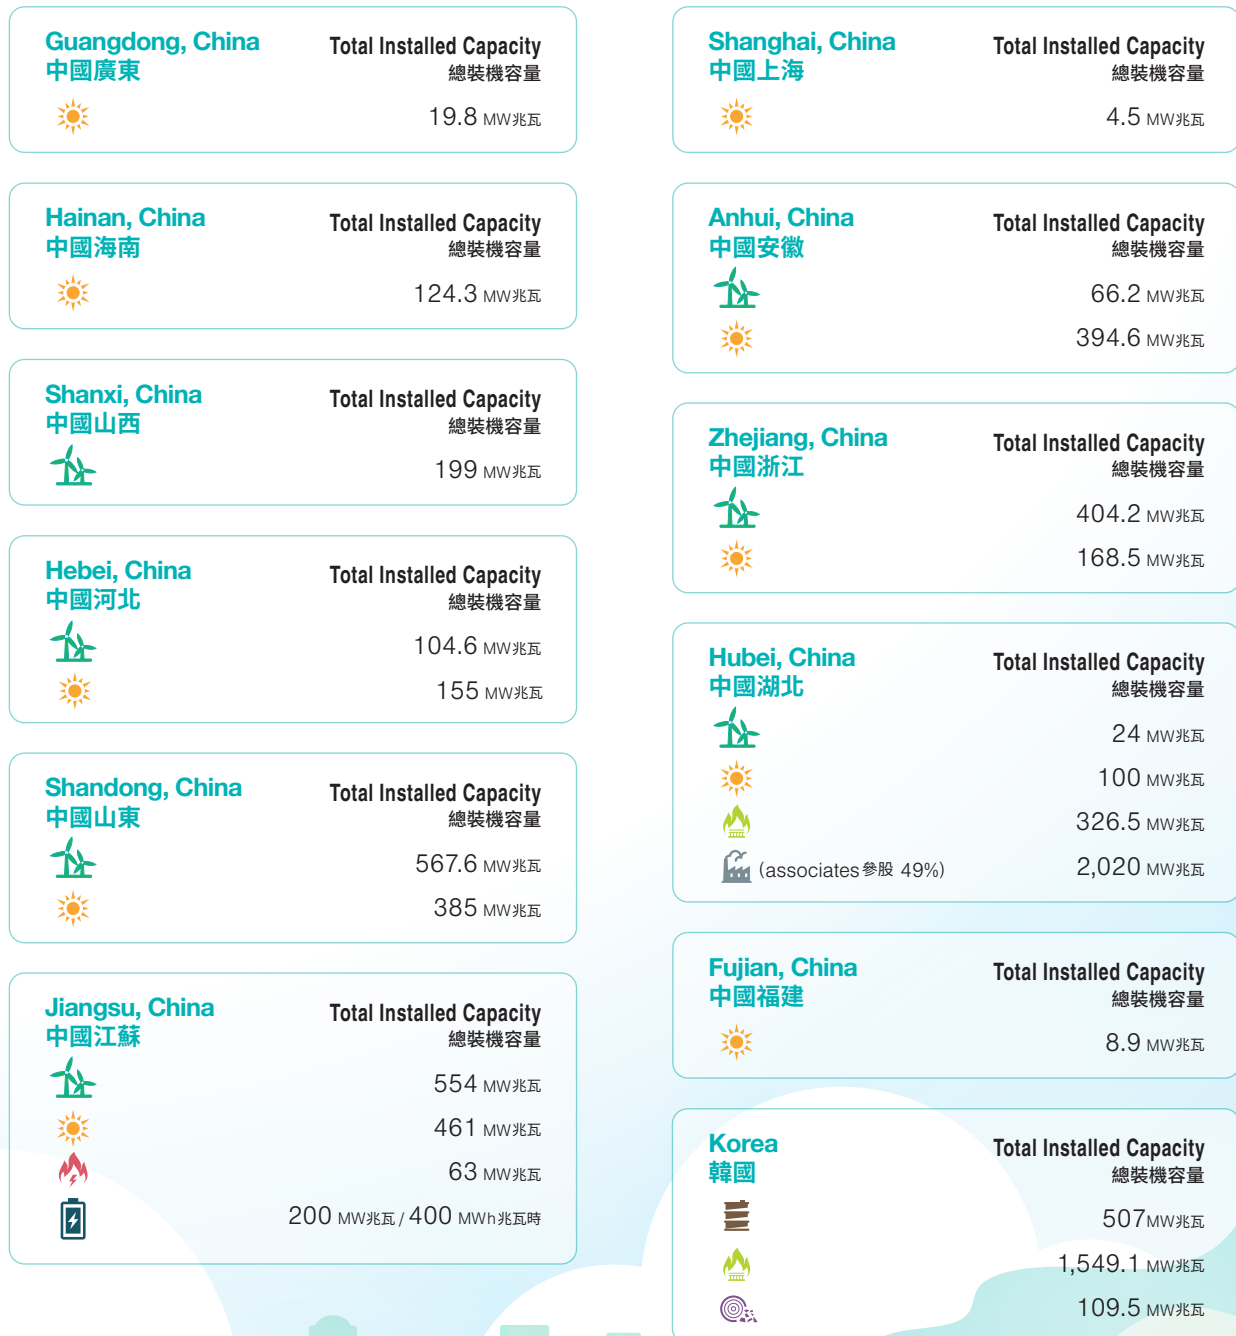 Guangdong, China
中國廣東
Total Installed Capacity
總裝機容量
19.8 MW兆瓦
Hainan, China
中國海南
Total Installed Capacity
總裝機容量
124.3 MW兆瓦
Shanxi, China
中國山西
Total Installed Capacity
總裝機容量
199 MW兆瓦
Hebei, China
中國河北
Total Installed Capacity
總裝機容量
104.6 MW兆瓦
155 MW兆瓦
Shandong, China
中國山東
Total Installed Capacity
總裝機容量
567.6 MW兆瓦
385 MW兆瓦
Jiangsu, China
中國江蘇
Total Installed Capacity
總裝機容量
554 MW兆瓦
461 MW兆瓦
63 MW兆瓦
200 MW兆瓦 / 400 MWh兆瓦時
Shanghai, China
中國上海
Total Installed Capacity
總裝機容量
4.5 MW兆瓦
Anhui, China
中國安徽
Total Installed Capacity
總裝機容量
66.2 MW兆瓦
394.6 MW兆瓦
Zhejiang, China
中國浙江
Total Installed Capacity
總裝機容量
404.2 MW兆瓦
168.5 MW兆瓦
Hubei, China
中國湖北
Total Installed Capacity
總裝機容量
24 MW兆瓦
100 MW兆瓦
326.5 MW兆瓦
(associates參股 49%) 2,020 MW兆瓦
Fujian, China
中國福建
Total Installed Capacity
總裝機容量
8.9 MW兆瓦
Korea
韓國
Total Installed Capacity
總裝機容量
507MW兆瓦
1,549.1 MW兆瓦
109.5 MW兆瓦